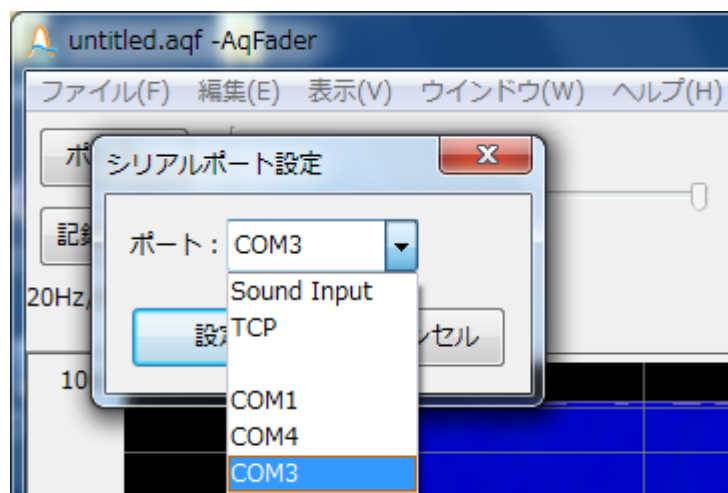 untitled.aqf -AqFader
ファイル(F) 編集(E) 表示(V) ウインドウ(W) ヘルプ(H)
シリアルポート設定
ポート : COM3
Sound Input
TCP
COM1
COM4
COM3
設定
20Hz/
10